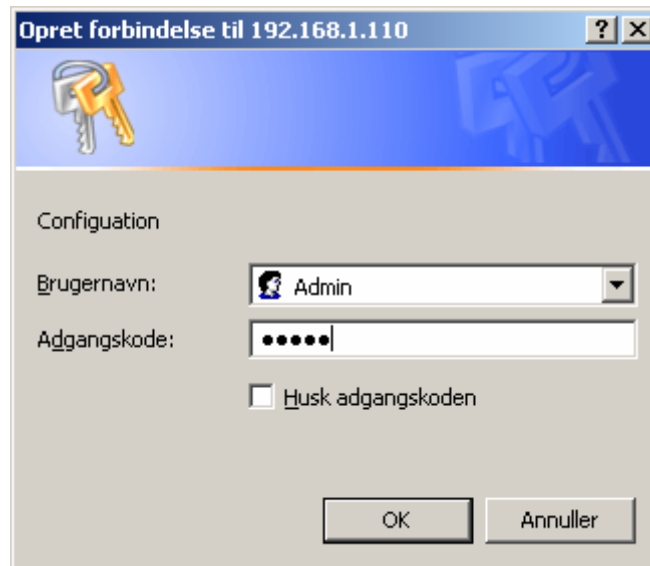 Opret forbindelse til 192.168.1.110
Configuation
Brugernavn: Admin
Adgangskode: •••••
Husk adgangskoden
OK Annuller